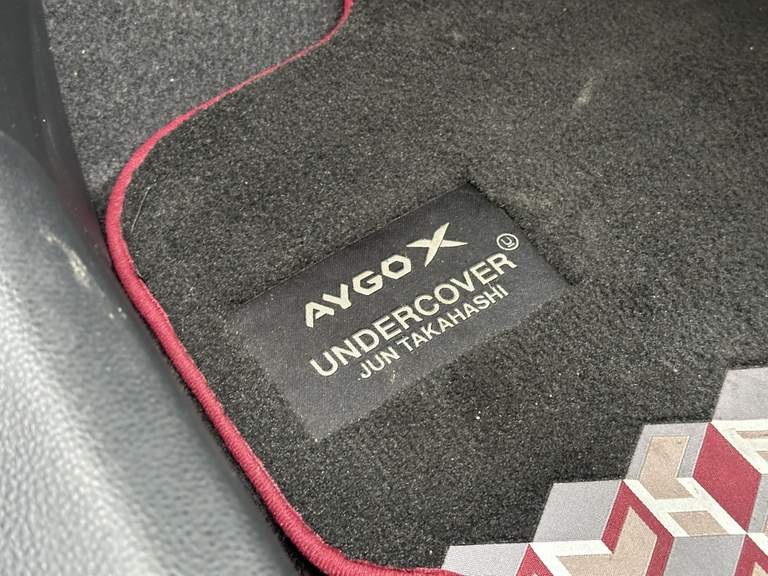 AYGO X
UNDERCOVER Ⓤ
JUN TAKAHASHI